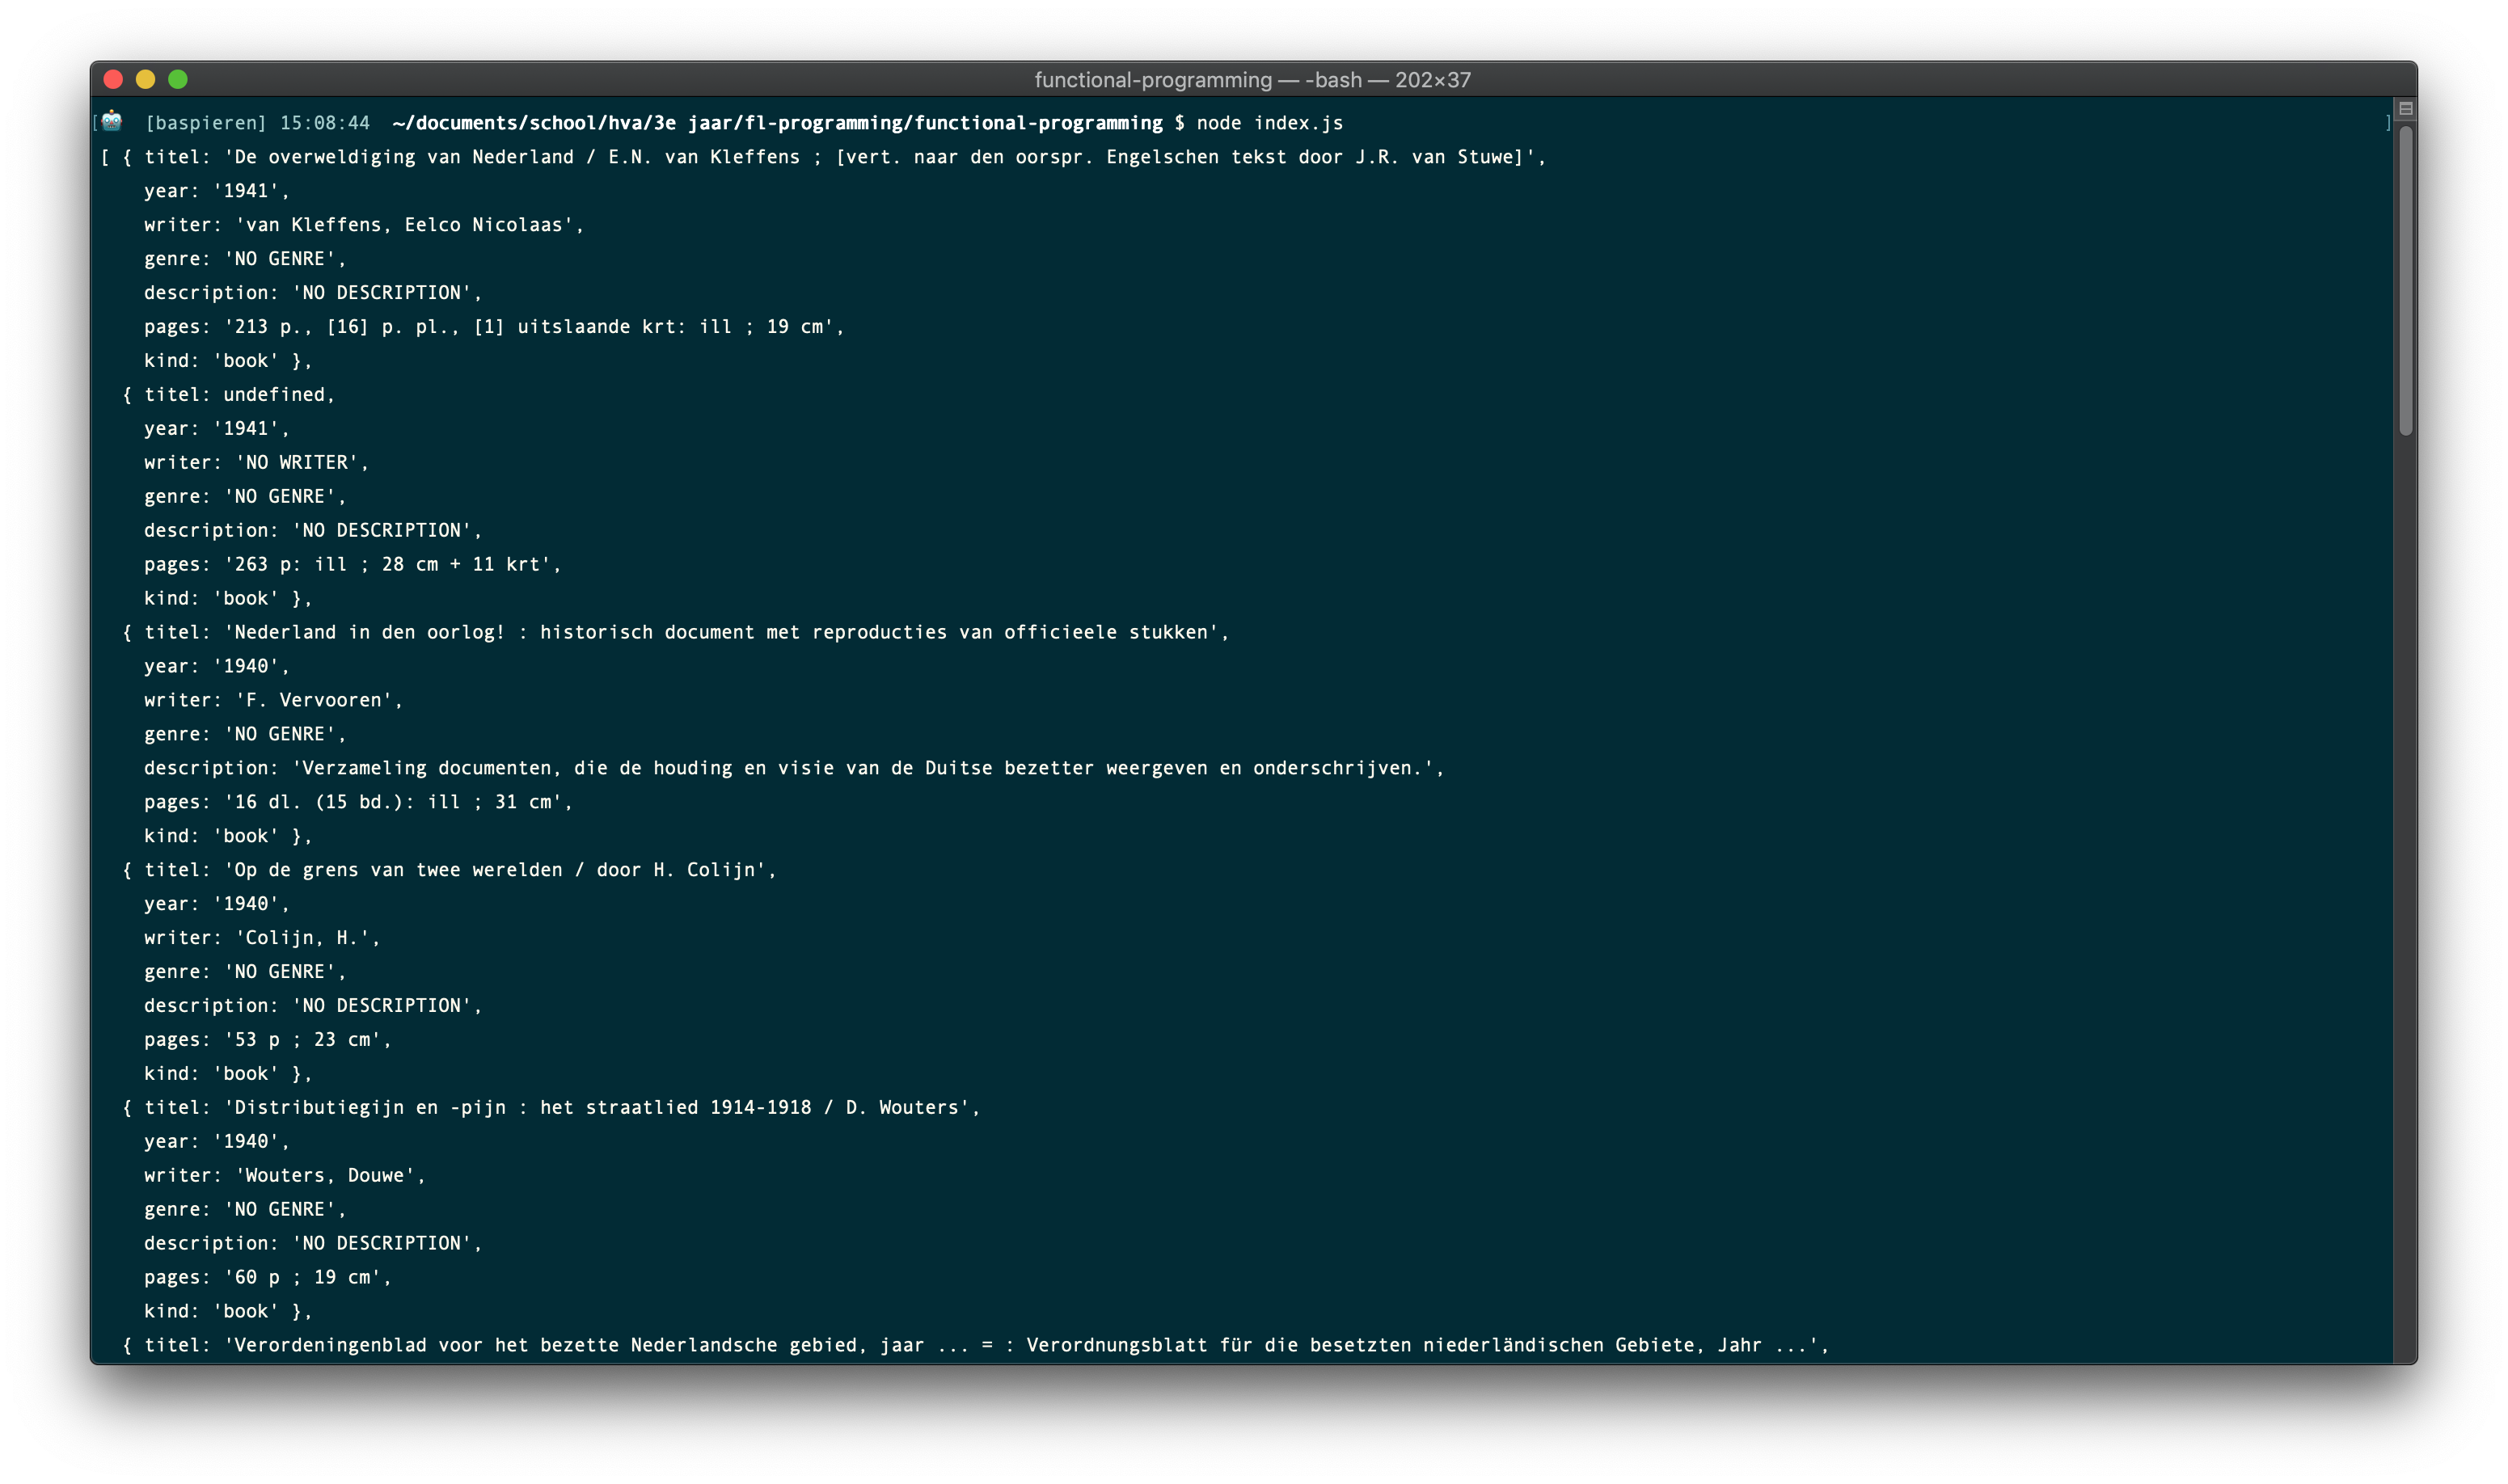 functional-programming — -bash — 202×37
[🤖 [baspieren] 15:08:44 ~/documents/school/hva/3e jaar/fl-programming/functional-programming $ node index.js ]
[ { titel: 'De overweldiging van Nederland / E.N. van Kleffens ; [vert. naar den oorspr. Engelschen tekst door J.R. van Stuwe]',
year: '1941',
writer: 'van Kleffens, Eelco Nicolaas',
genre: 'NO GENRE',
description: 'NO DESCRIPTION',
pages: '213 p., [16] p. pl., [1] uitslaande krt: ill ; 19 cm',
kind: 'book' },
{ titel: undefined,
year: '1941',
writer: 'NO WRITER',
genre: 'NO GENRE',
description: 'NO DESCRIPTION',
pages: '263 p: ill ; 28 cm + 11 krt',
kind: 'book' },
{ titel: 'Nederland in den oorlog! : historisch document met reproducties van officieele stukken',
year: '1940',
writer: 'F. Vervooren',
genre: 'NO GENRE',
description: 'Verzameling documenten, die de houding en visie van de Duitse bezetter weergeven en onderschrijven.',
pages: '16 dl. (15 bd.): ill ; 31 cm',
kind: 'book' },
{ titel: 'Op de grens van twee werelden / door H. Colijn',
year: '1940',
writer: 'Colijn, H.',
genre: 'NO GENRE',
description: 'NO DESCRIPTION',
pages: '53 p ; 23 cm',
kind: 'book' },
{ titel: 'Distributiegijn en -pijn : het straatlied 1914-1918 / D. Wouters',
year: '1940',
writer: 'Wouters, Douwe',
genre: 'NO GENRE',
description: 'NO DESCRIPTION',
pages: '60 p ; 19 cm',
kind: 'book' },
{ titel: 'Verordeningenblad voor het bezette Nederlandsche gebied, jaar ... = : Verordnungsblatt für die besetzten niederländischen Gebiete, Jahr ...',